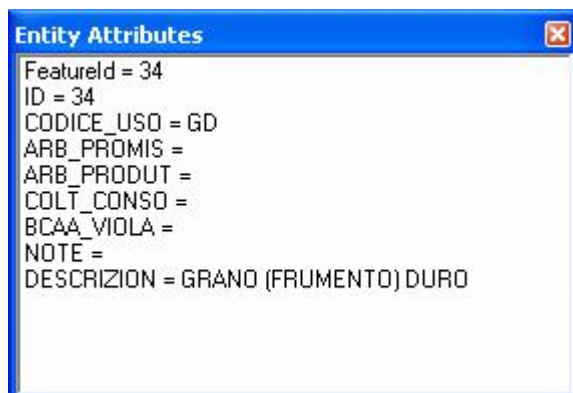 Entity Attributes
FeatureId = 34
ID = 34
CODICE_USO = GD
ARB_PROMIS =
ARB_PRODUT =
COLT_CONSO =
BCAA_VIOLA =
NOTE =
DESCRIZION = GRANO (FRUMENTO) DURO